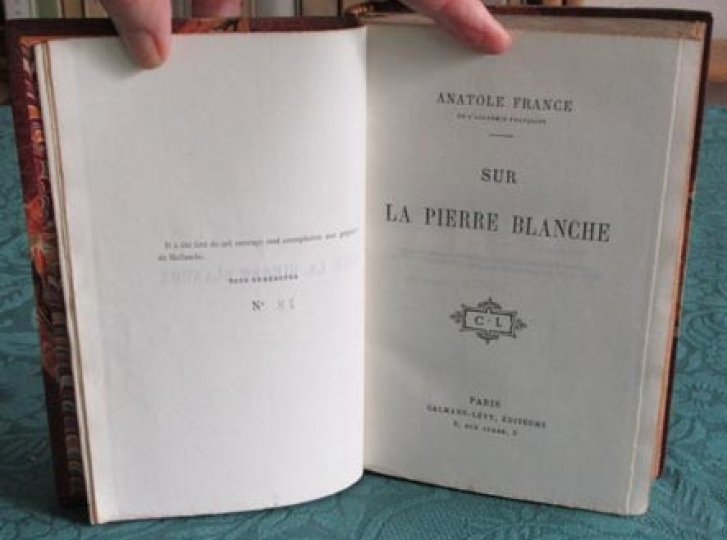 Il a été tiré de cet ouvrage cent exemplaires sur papier
de Hollande.
TOUS NUMÉROTÉS
N°
ANATOLE FRANCE
DE L'ACADÉMIE FRANÇAISE
SUR
LA PIERRE BLANCHE
C·L
PARIS
CALMANN-LÉVY, ÉDITEURS
3, RUE AUBER, 3